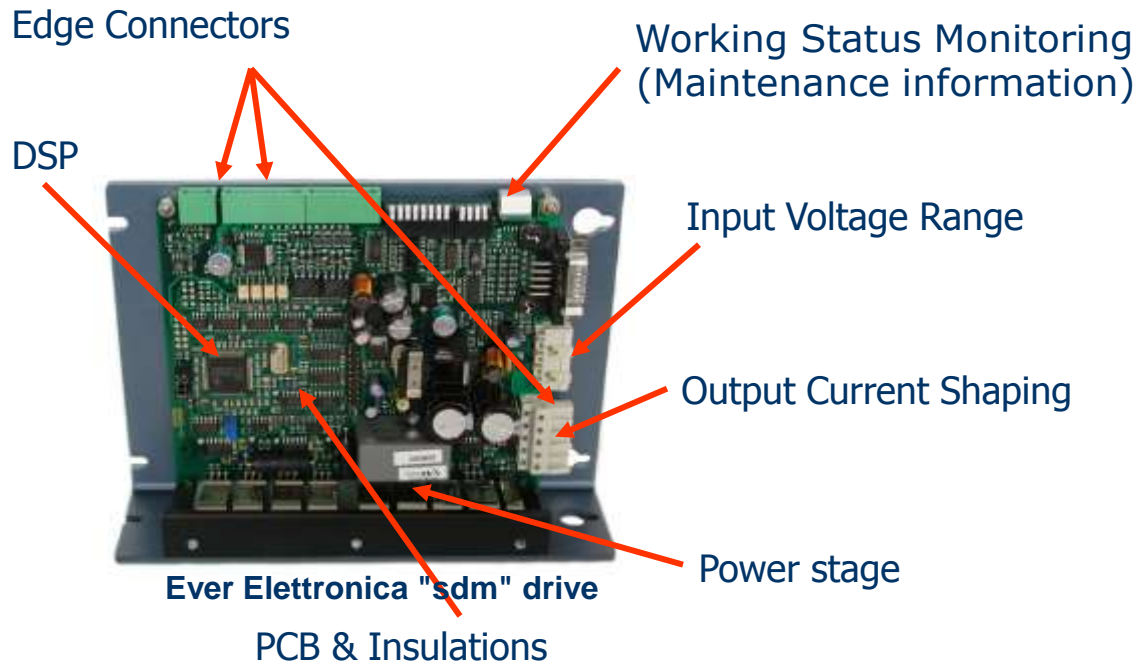 Edge Connectors
Working Status Monitoring
(Maintenance information)
DSP
Input Voltage Range
Output Current Shaping
Power stage
Ever Elettronica "sdm" drive
PCB & Insulations